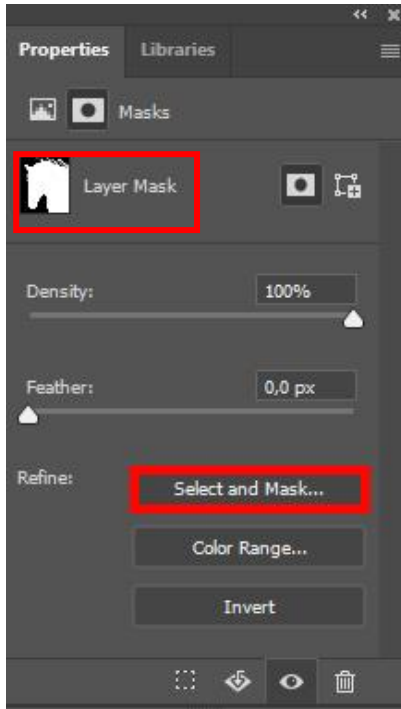 Properties Libraries
Masks
Layer Mask
Density: 100%
Feather: 0,0 px
Refine: Select and Mask...
Color Range...
Invert